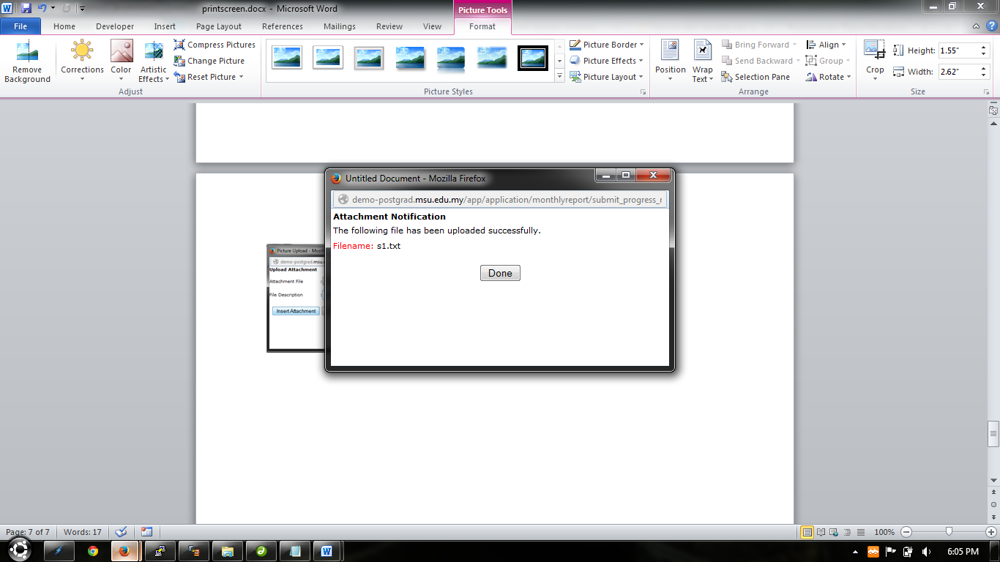 printscreen.docx - Microsoft Word
Picture Tools
File Home Developer Insert Page Layout References Mailings Review View Format
Remove Background
Corrections
Color
Artistic Effects
Compress Pictures
Change Picture
Reset Picture
Adjust
Picture Styles
Picture Border
Picture Effects
Picture Layout
Position
Wrap Text
Bring Forward
Send Backward
Selection Pane
Align
Group
Rotate
Arrange
Crop
Height: 1.55"
Width: 2.62"
Size
Untitled Document - Mozilla Firefox
demo-postgrad.msu.edu.my/app/application/monthlyreport/submit_progress_r
Attachment Notification
The following file has been uploaded successfully.
Filename: s1.txt
Done
Picture Upload - Mozi
demo-postgrad.msu.
Upload Attachment
Attachment File :
File Description :
Insert Attachment
Page: 7 of 7 Words: 17
100%
6:05 PM